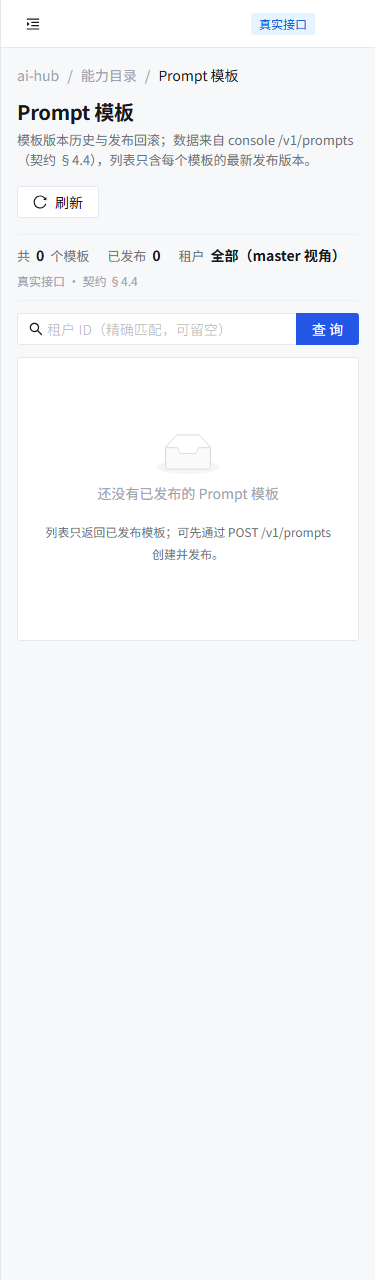 真实接口
ai-hub / 能力目录 / Prompt 模板
Prompt 模板
模板版本历史与发布回滚；数据来自 console /v1/prompts
（契约 §4.4），列表只含每个模板的最新发布版本。
刷新
共 0 个模板 已发布 0 租户 全部（master 视角）
真实接口 · 契约 §4.4
租户 ID（精确匹配，可留空） 查 询
还没有已发布的 Prompt 模板
列表只返回已发布模板；可先通过 POST /v1/prompts
创建并发布。